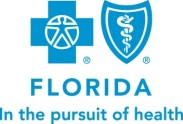 ® ®
FLORIDA
In the pursuit of health